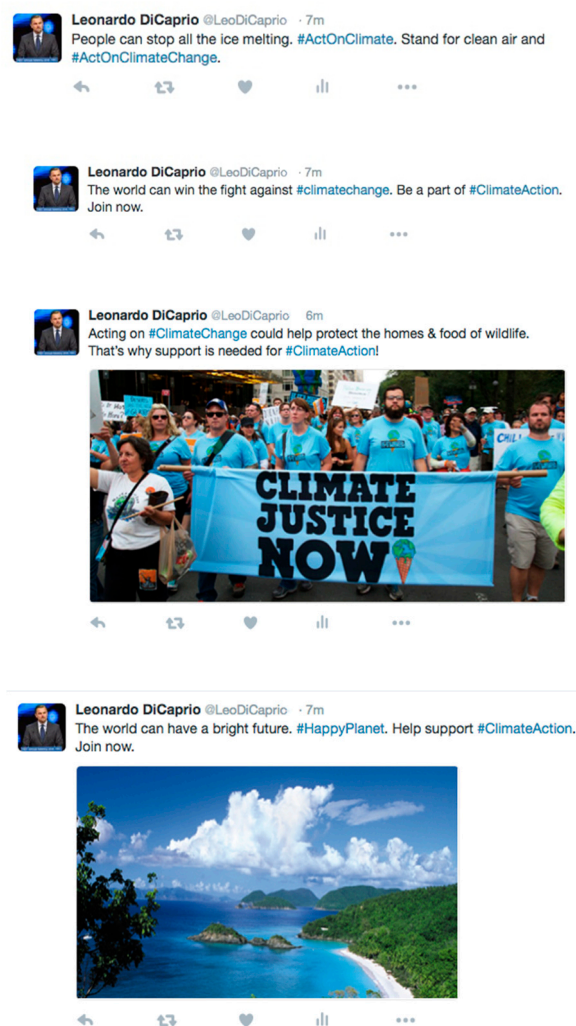 Leonardo DiCaprio @LeoDiCaprio · 7m
People can stop all the ice melting. #ActOnClimate. Stand for clean air and
#ActOnClimateChange.
Leonardo DiCaprio @LeoDiCaprio · 7m
The world can win the fight against #climatechange. Be a part of #ClimateAction.
Join now.
Leonardo DiCaprio @LeoDiCaprio 6m
Acting on #ClimateChange could help protect the homes & food of wildlife.
That's why support is needed for #ClimateAction!
CLIMATE
JUSTICE
NOW
Leonardo DiCaprio @LeoDiCaprio · 7m
The world can have a bright future. #HappyPlanet. Help support #ClimateAction.
Join now.